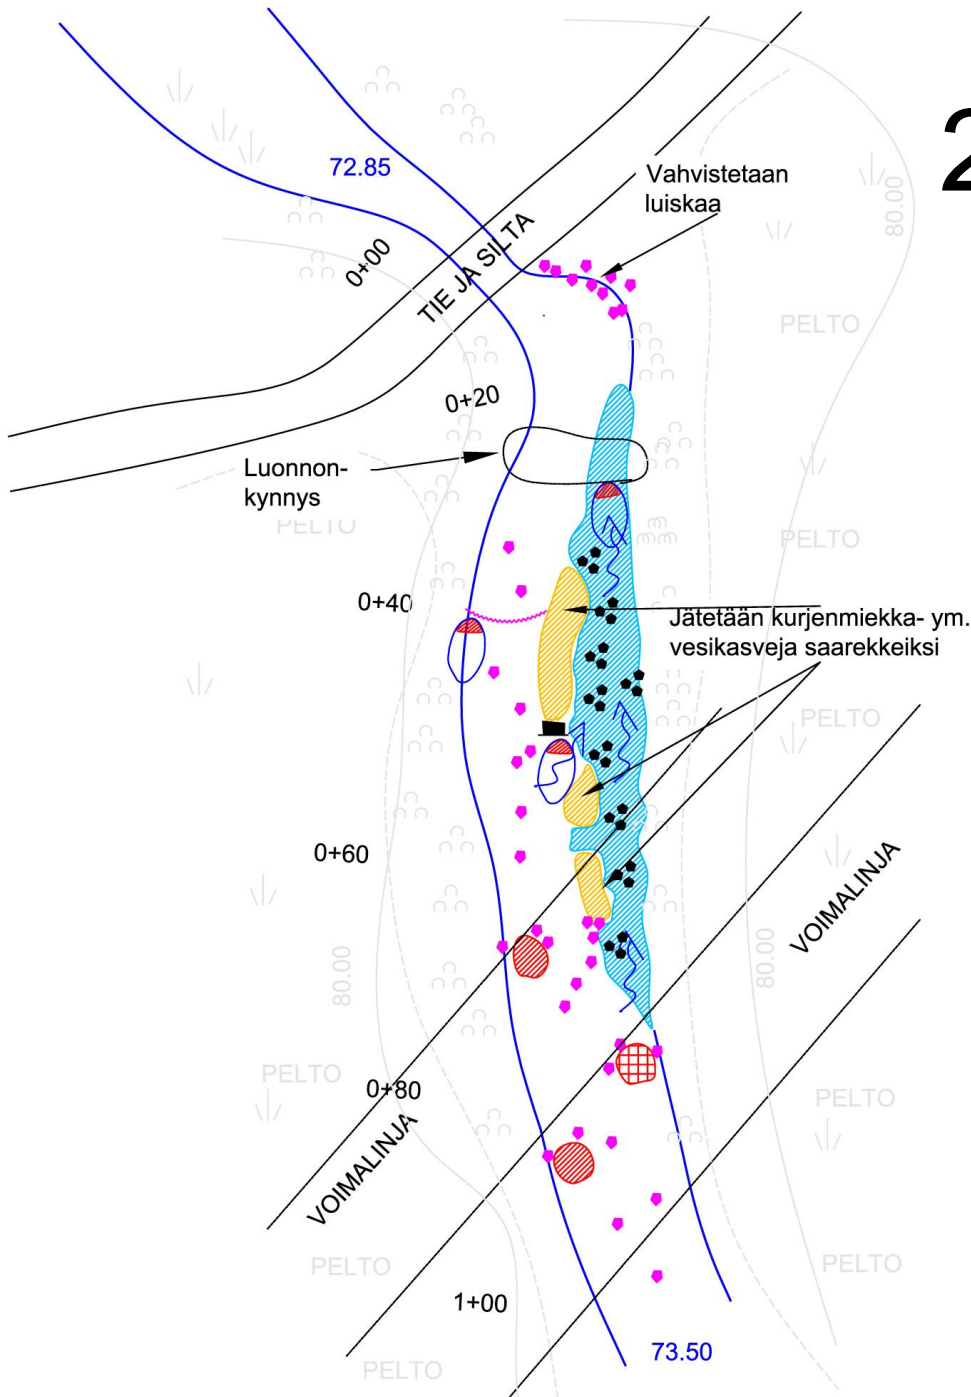 2
72.85
Vahvistetaan
luiskaa
80.00
0+00
TIE JA SILTA
PELTO
0+20
Luonnon-
kynnys
PELTO
PELTO
0+40
Jätetään kurjenmiekka- ym.
vesikasveja saarekkeiksi
PELTO
0+60
VOIMALINJA
80.00
80.00
PELTO
0+80
PELTO
VOIMALINJA
PELTO
PELTO
1+00
73.50
PELTO